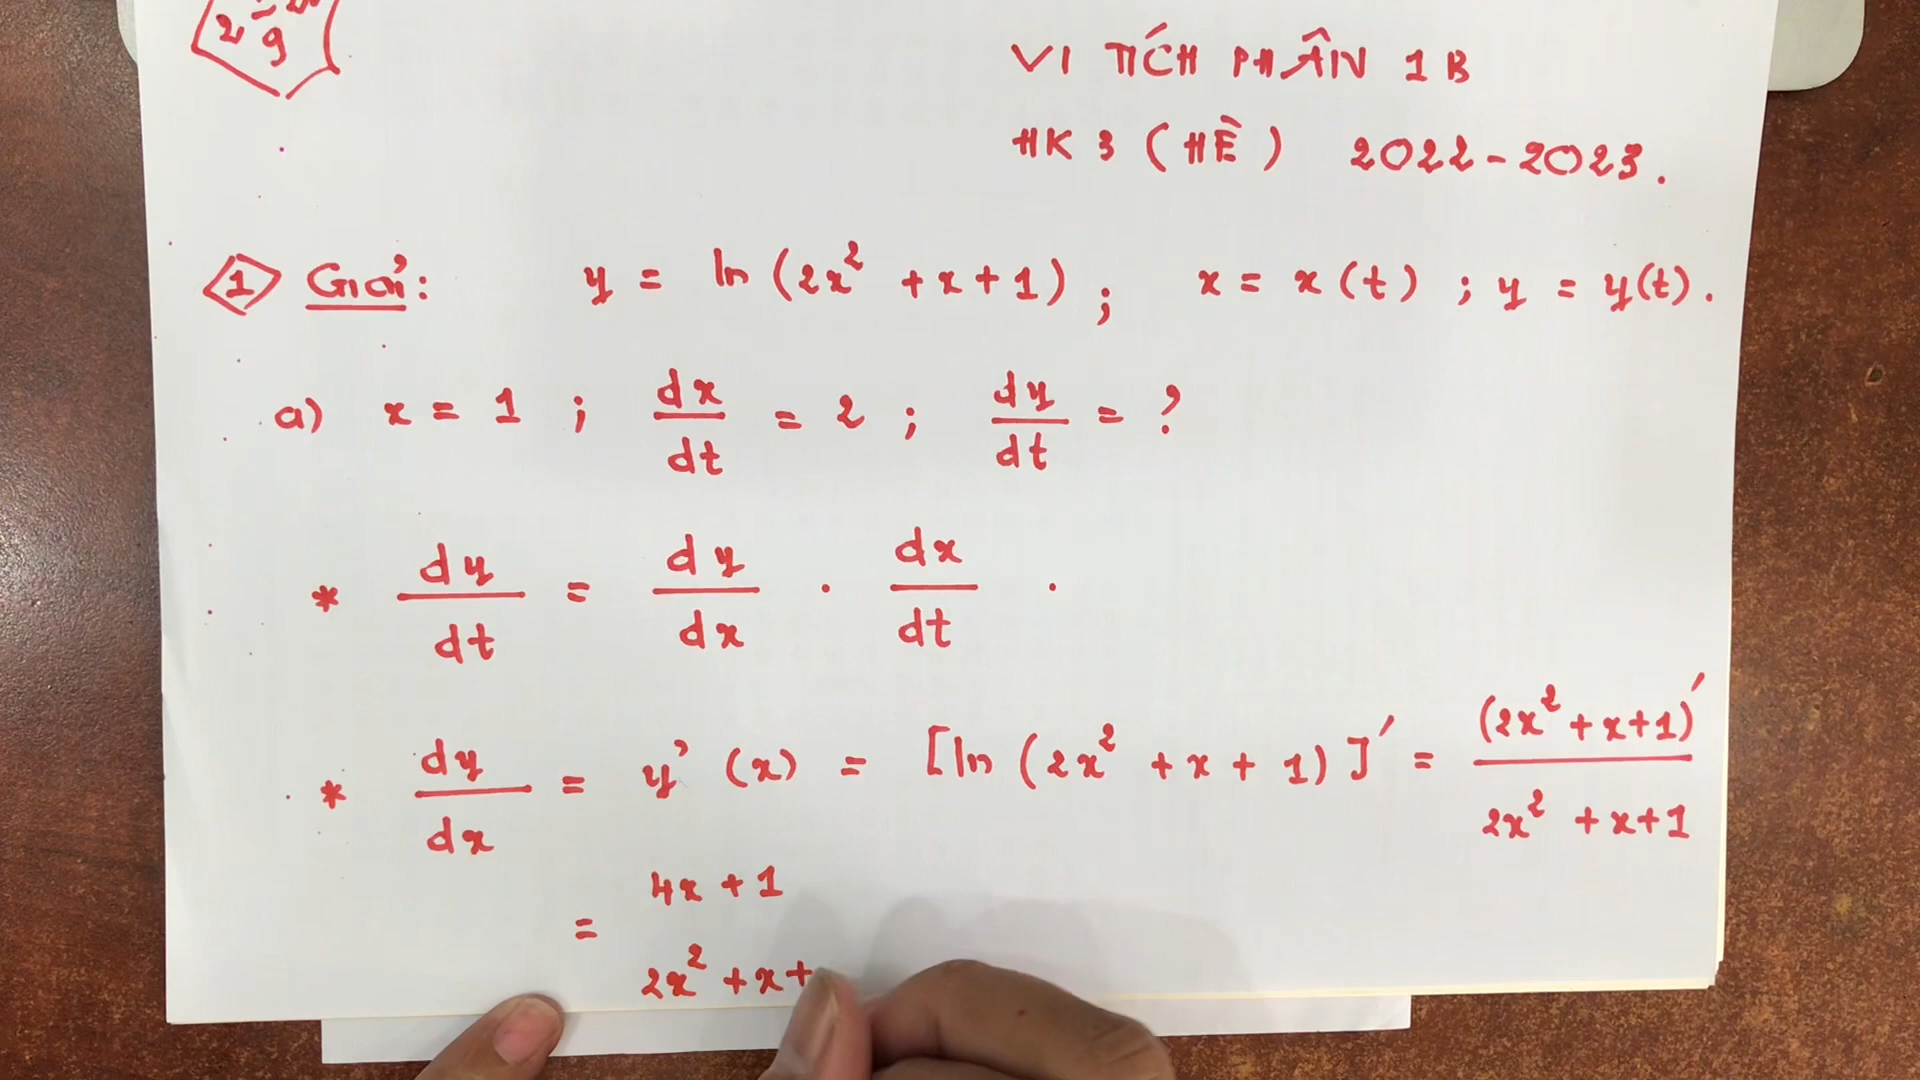 2
9
VI TÍCH PHÂN 1B
HK 3 (HÈ) 2022-2023.
1 Giải: y = ln (2x² + x + 1) ; x = x(t) ; y = y(t).
a) x = 1 ; dx/dt = 2 ; dy/dt = ?
* dy/dt = dy/dx · dx/dt .
* dy/dx = y'(x) = [ln (2x² + x + 1)]' = (2x² + x + 1)' / 2x² + x + 1
= 4x + 1
2x² + x +